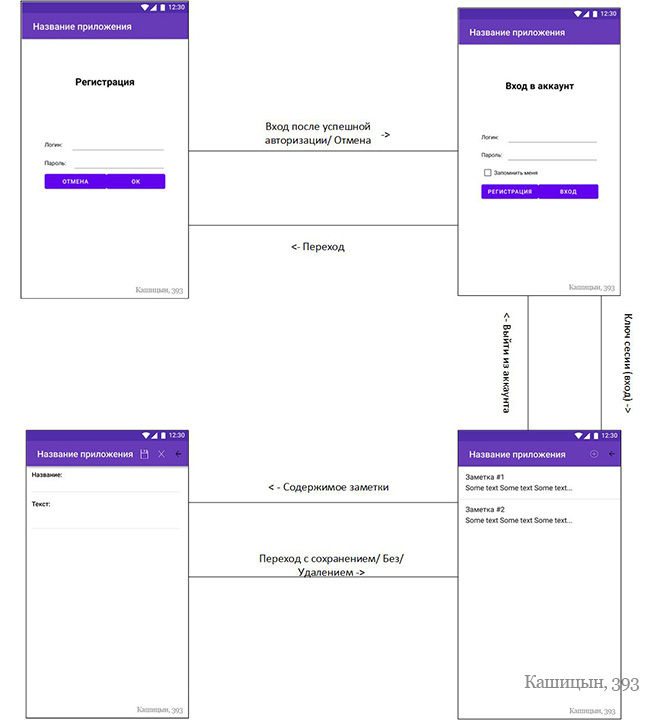 12:30
Название приложения
Регистрация
Логин:
Пароль:
ОТМЕНА
ОК
Кашицын, 393
Вход после успешной
авторизации/ Отмена
->
<- Переход
12:30
Название приложения
Вход в аккаунт
Логин:
Пароль:
Запомнить меня
РЕГИСТРАЦИЯ
ВХОД
Кашицын, 393
<- Выйти из аккаунта
Ключ сесии (вход) ->
12:30
Название приложения
Название:
Текст:
Кашицын, 393
< - Содержимое заметки
Переход с сохранением/ Без/
Удалением ->
12:30
Название приложения
Заметка #1
Some text Some text Some text...
Заметка #2
Some text Some text Some text...
Кашицын, 393